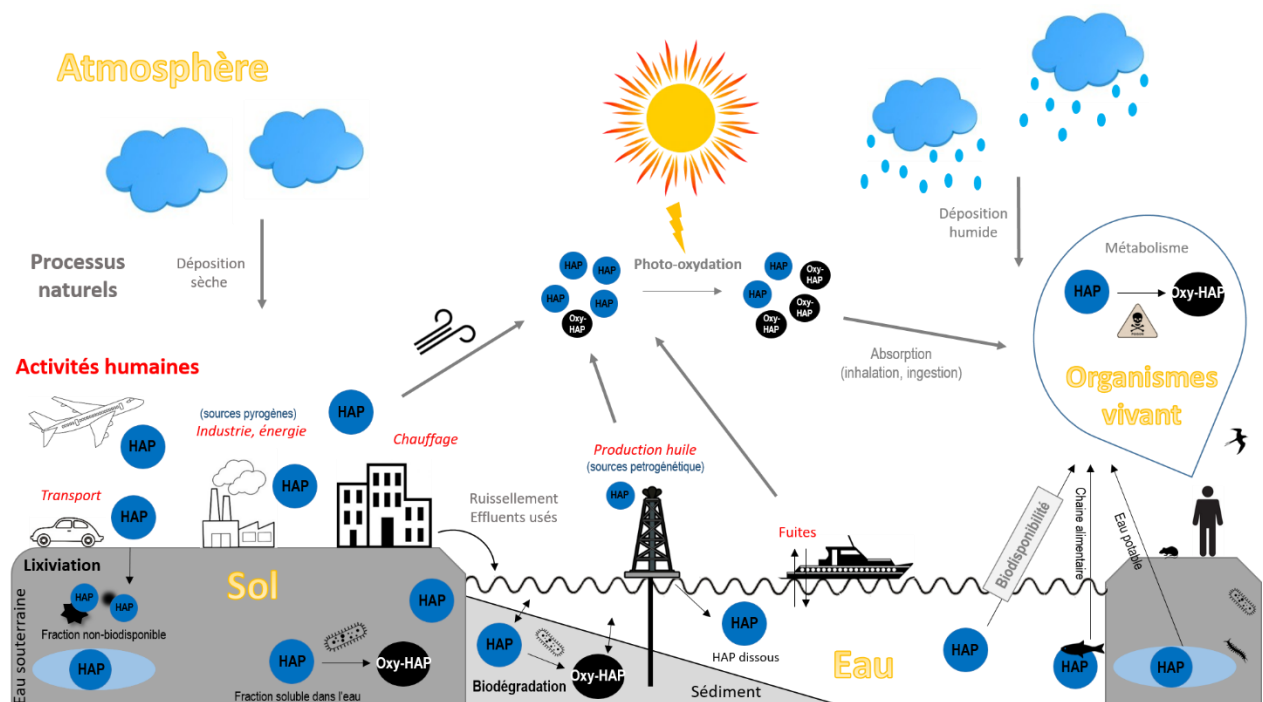 Atmosphère
Processus
naturels
Déposition
sèche
Déposition
humide
Photo-oxydation
HAP
HAP
HAP
HAP
Oxy-
HAP
HAP
HAP
Oxy-
HAP
Oxy-
HAP
Oxy-
HAP
Métabolisme
HAP
Oxy-HAP
POISON
Organismes
vivant
Absorption
(inhalation, ingestion)
Activités humaines
HAP
(sources pyrogènes)
Industrie, énergie
HAP
Chauffage
HAP
Transport
HAP
Production huile
(sources petrogénétique)
HAP
Ruissellement
Effluents usés
Fuites
Biodisponibilité
Chaine alimentaire
Eau potable
Lixiviation
Sol
Eau souterraine
HAP
HAP
Fraction non-biodisponible
HAP
HAP
HAP
Oxy-HAP
Fraction soluble dans l'eau
HAP
Oxy-HAP
Biodégradation
Sédiment
HAP
HAP dissous
Eau
HAP
HAP
HAP